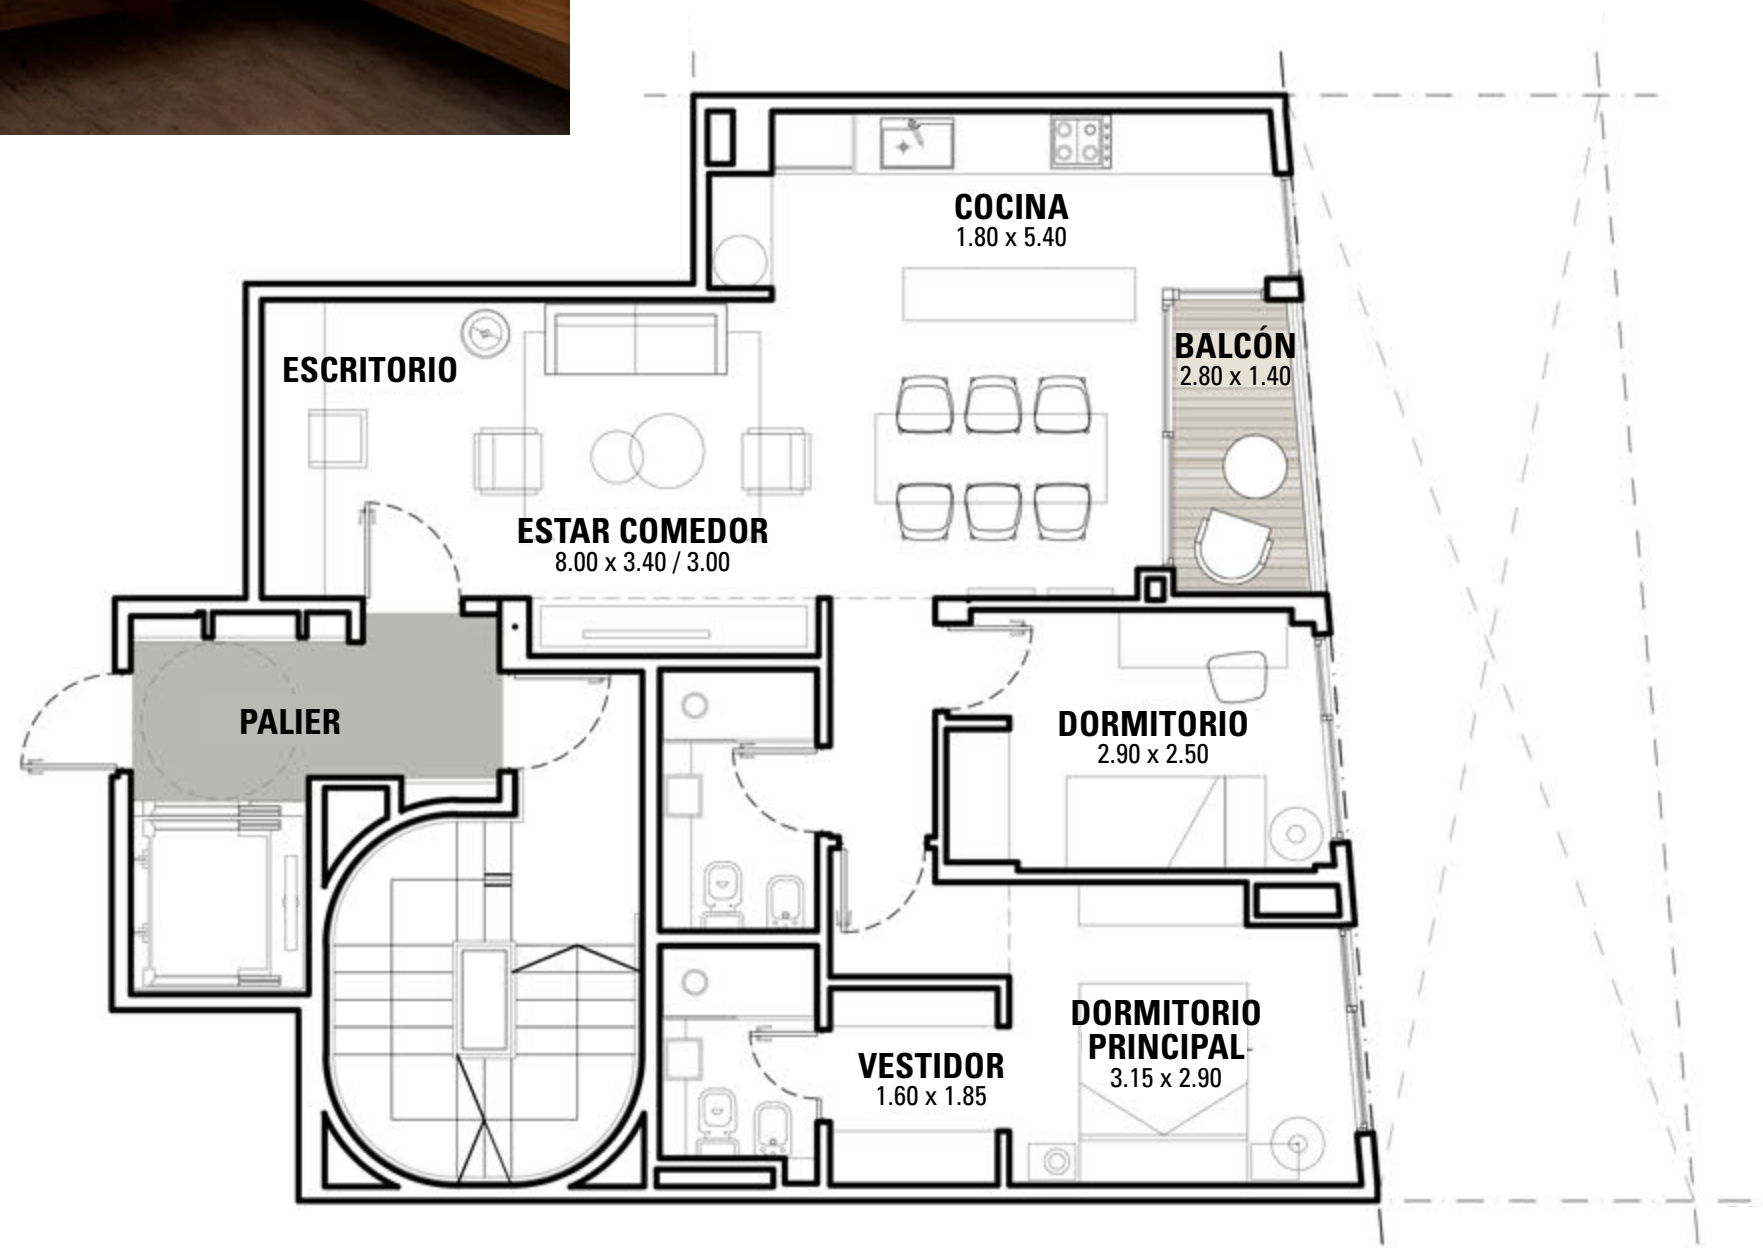 COCINA
1.80 x 5.40
BALCÓN
2.80 x 1.40
ESCRITORIO
ESTAR COMEDOR
8.00 x 3.40 / 3.00
PALIER
DORMITORIO
2.90 x 2.50
DORMITORIO
PRINCIPAL
3.15 x 2.90
VESTIDOR
1.60 x 1.85